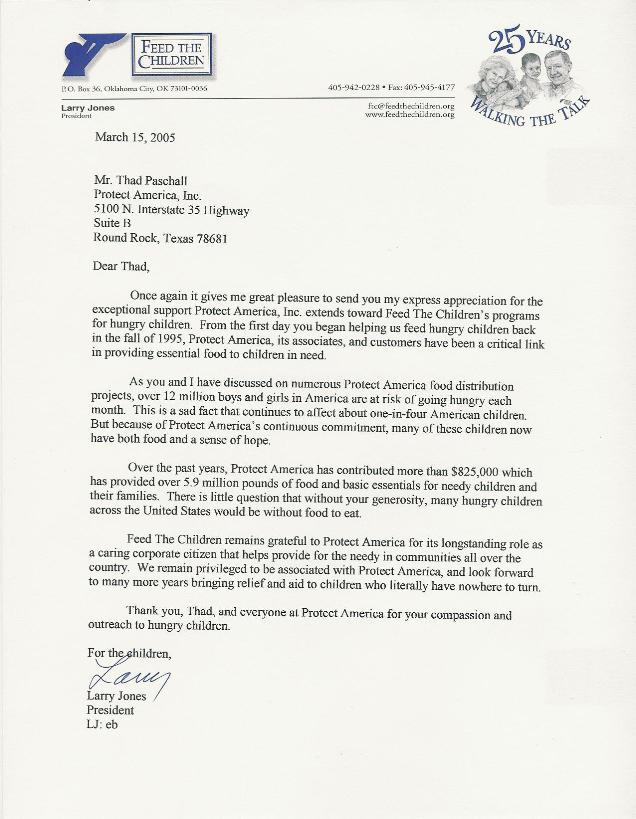 FEED THE
CHILDREN
P.O. Box 36, Oklahoma City, OK 73101-0036
405-942-0228 • Fax: 405-945-4177
25 YEARS
WALKING THE TALK
Larry Jones
President
ftc@feedthechildren.org
www.feedthechildren.org
March 15, 2005
Mr. Thad Paschall
Protect America, Inc.
5100 N. Interstate 35 Highway
Suite B
Round Rock, Texas 78681
Dear Thad,
Once again it gives me great pleasure to send you my express appreciation for the
exceptional support Protect America, Inc. extends toward Feed The Children's programs
for hungry children. From the first day you began helping us feed hungry children back
in the fall of 1995, Protect America, its associates, and customers have been a critical link
in providing essential food to children in need.
As you and I have discussed on numerous Protect America food distribution
projects, over 12 million boys and girls in America are at risk of going hungry each
month. This is a sad fact that continues to affect about one-in-four American children.
But because of Protect America's continuous commitment, many of these children now
have both food and a sense of hope.
Over the past years, Protect America has contributed more than $825,000 which
has provided over 5.9 million pounds of food and basic essentials for needy children and
their families. There is little question that without your generosity, many hungry children
across the United States would be without food to eat.
Feed The Children remains grateful to Protect America for its longstanding role as
a caring corporate citizen that helps provide for the needy in communities all over the
country. We remain privileged to be associated with Protect America, and look forward
to many more years bringing relief and aid to children who literally have nowhere to turn.
Thank you, Thad, and everyone at Protect America for your compassion and
outreach to hungry children.
For the children,
Larry
Larry Jones
President
LJ: eb